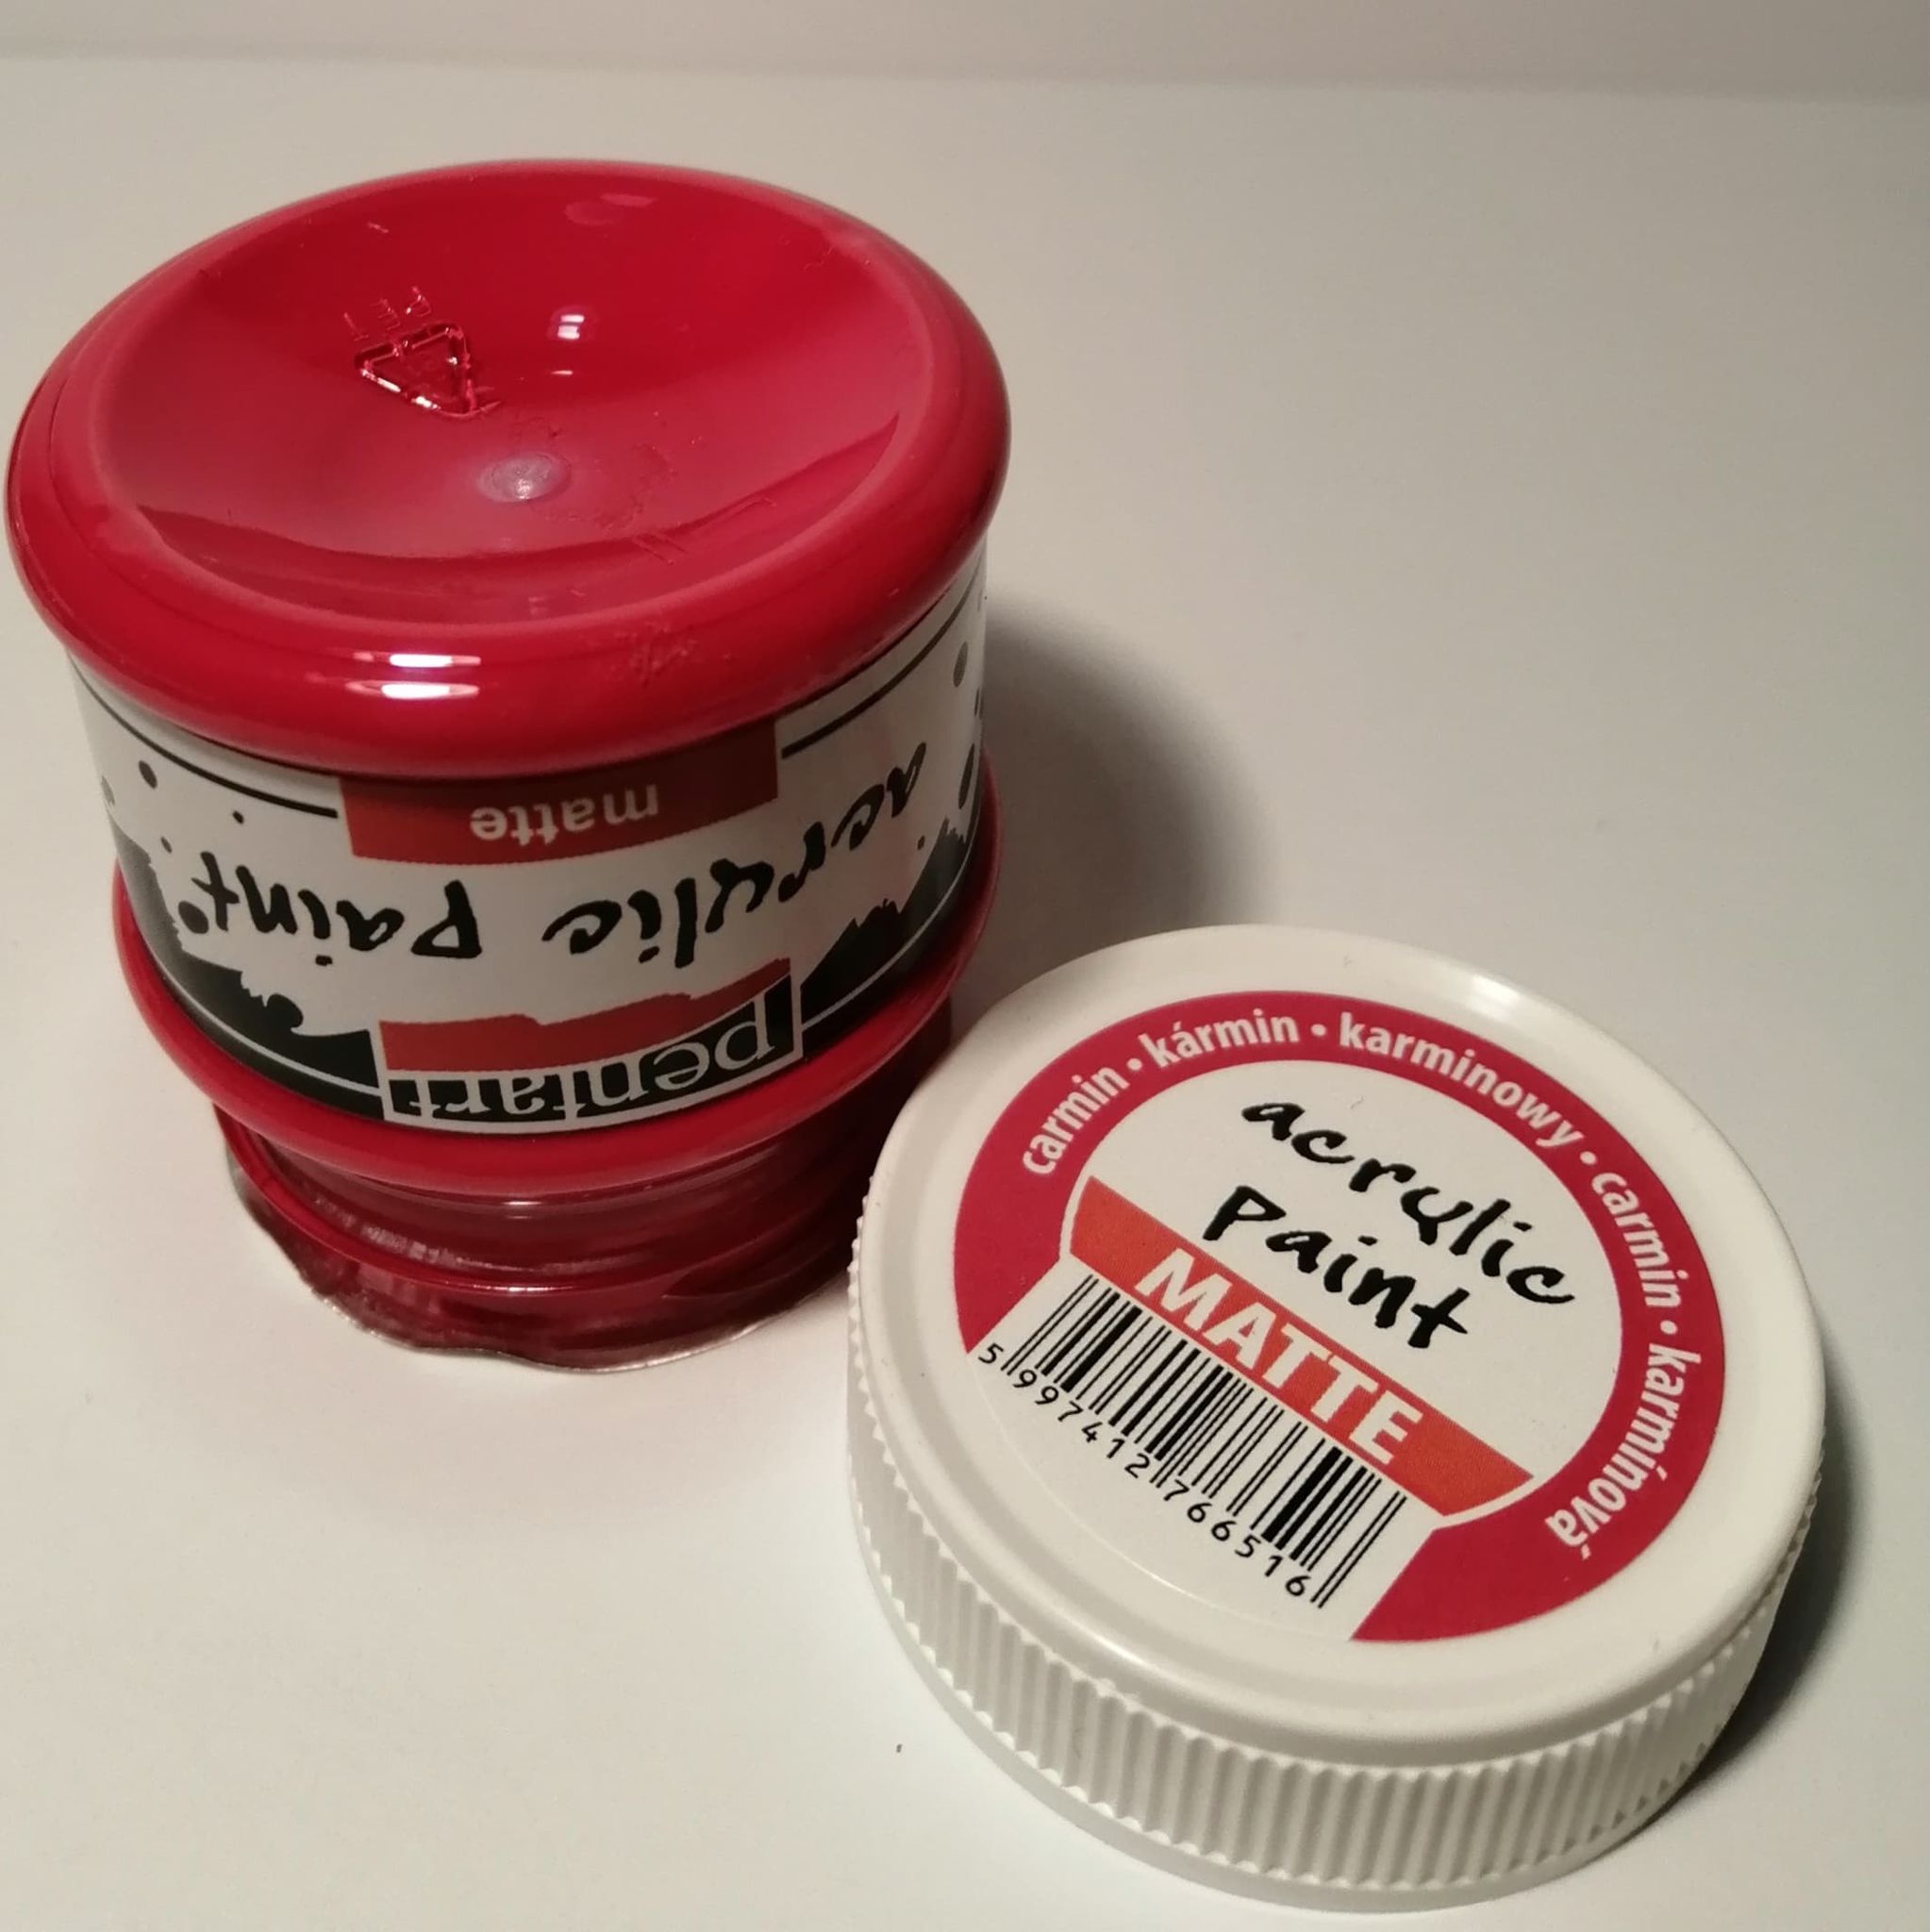 matte
acrylic paint
pentart
carmin • kármin • karminowy • carmin • karmínová
acrylic
paint
MATTE
5 997412 766516